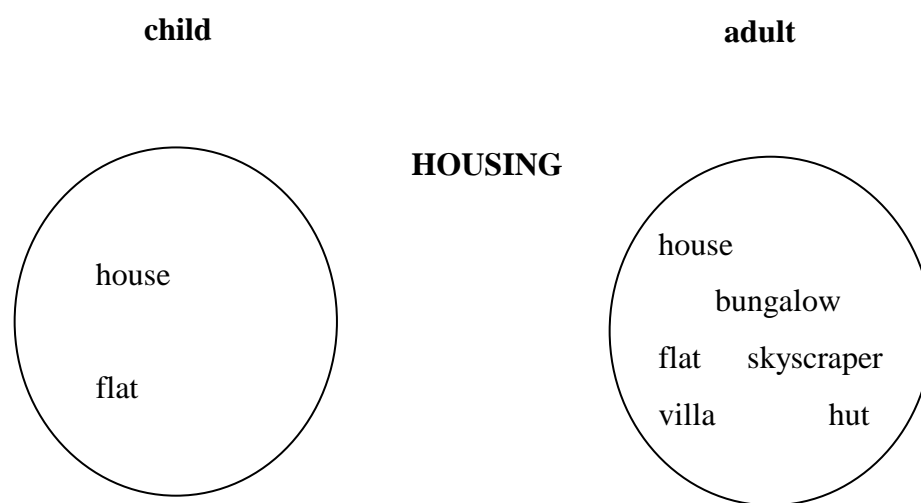 child adult
HOUSING
house
flat
house
bungalow
flat skyscraper
villa hut